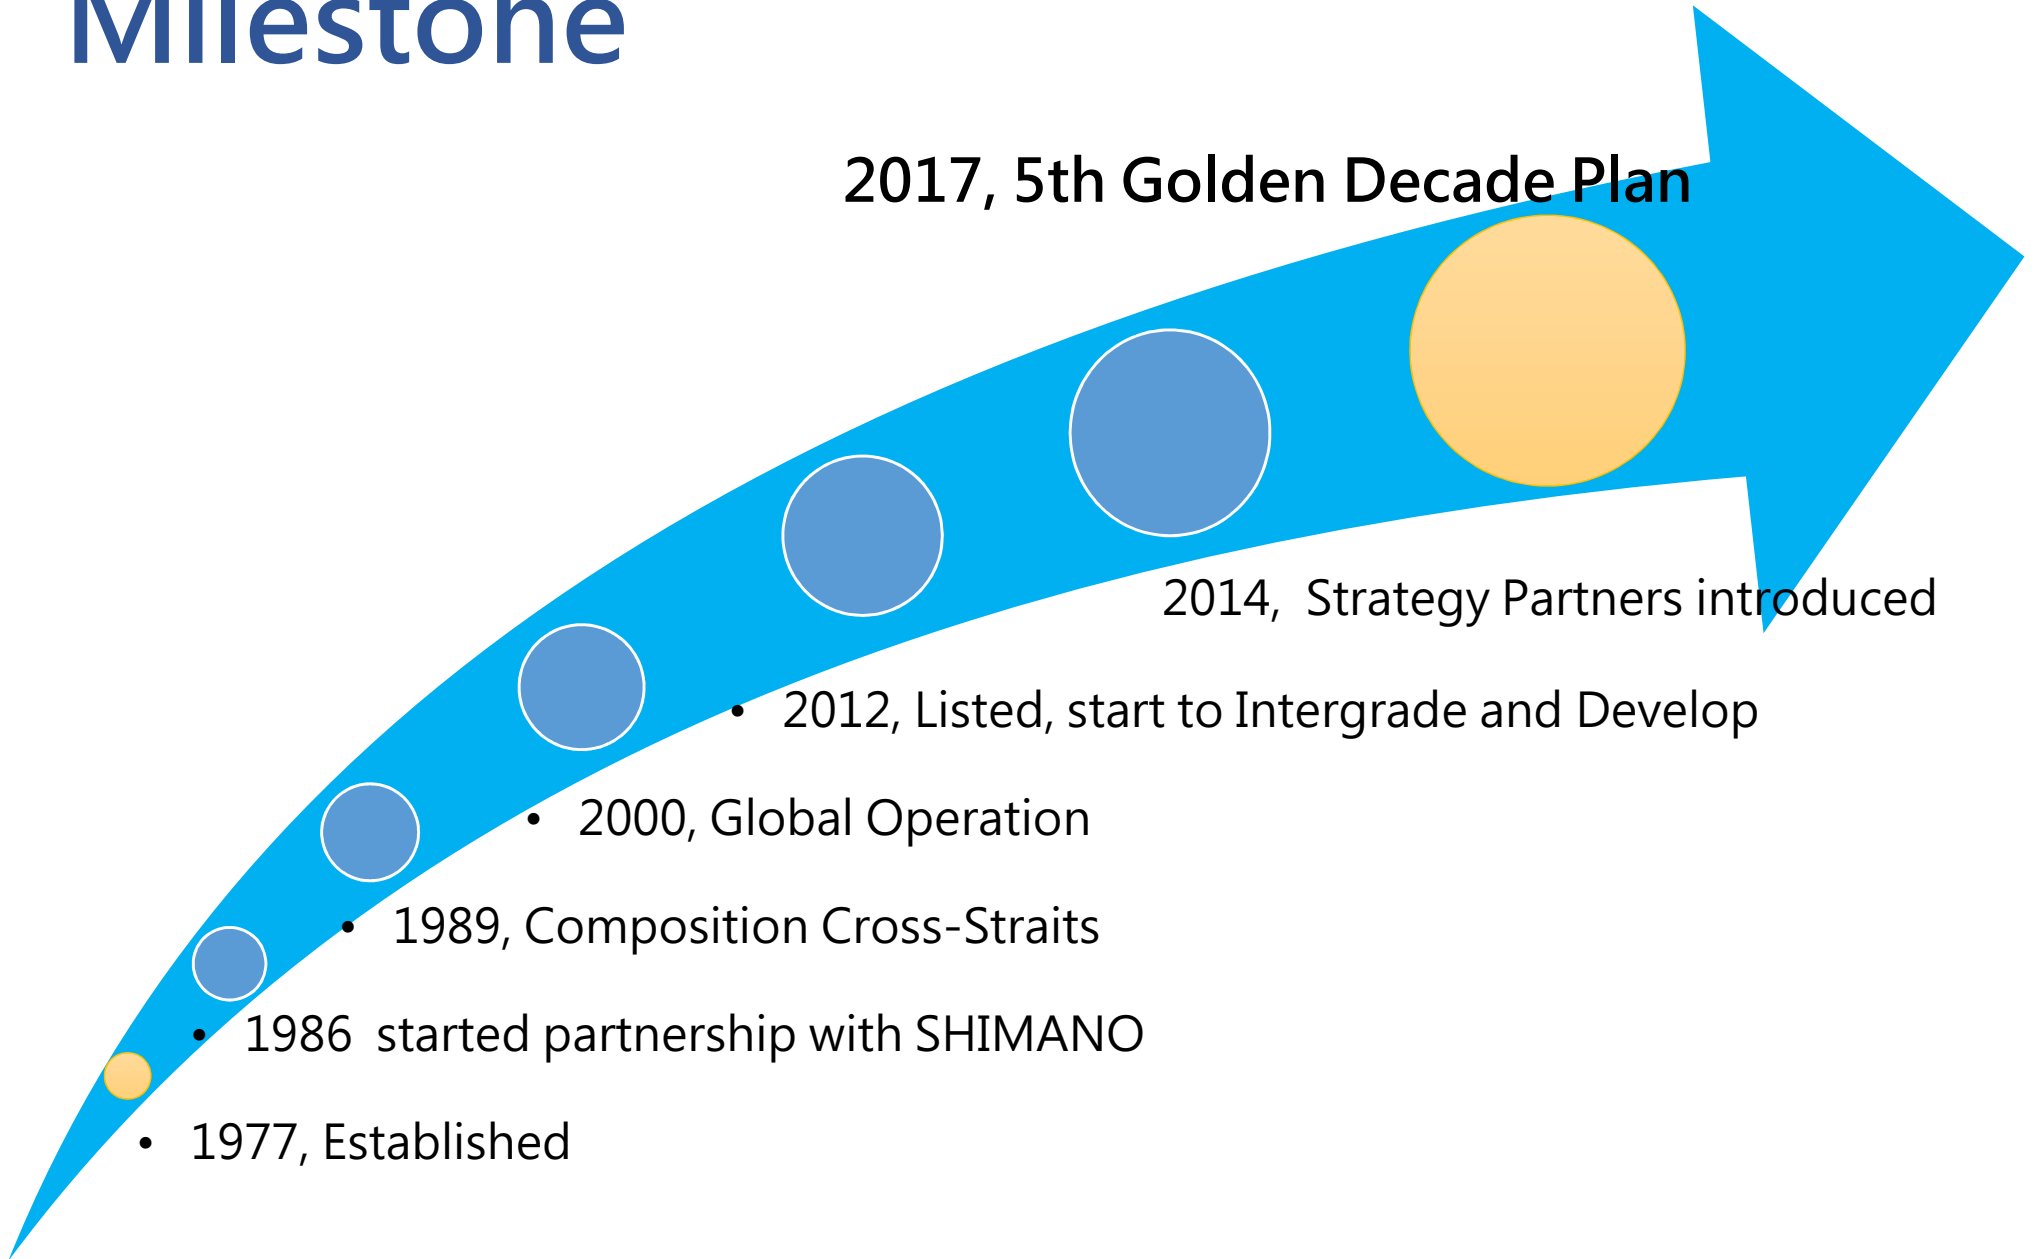 Milestone
2017, 5th Golden Decade Plan
2014, Strategy Partners introduced
• 2012, Listed, start to Intergrade and Develop
• 2000, Global Operation
• 1989, Composition Cross-Straits
• 1986 started partnership with SHIMANO
• 1977, Established